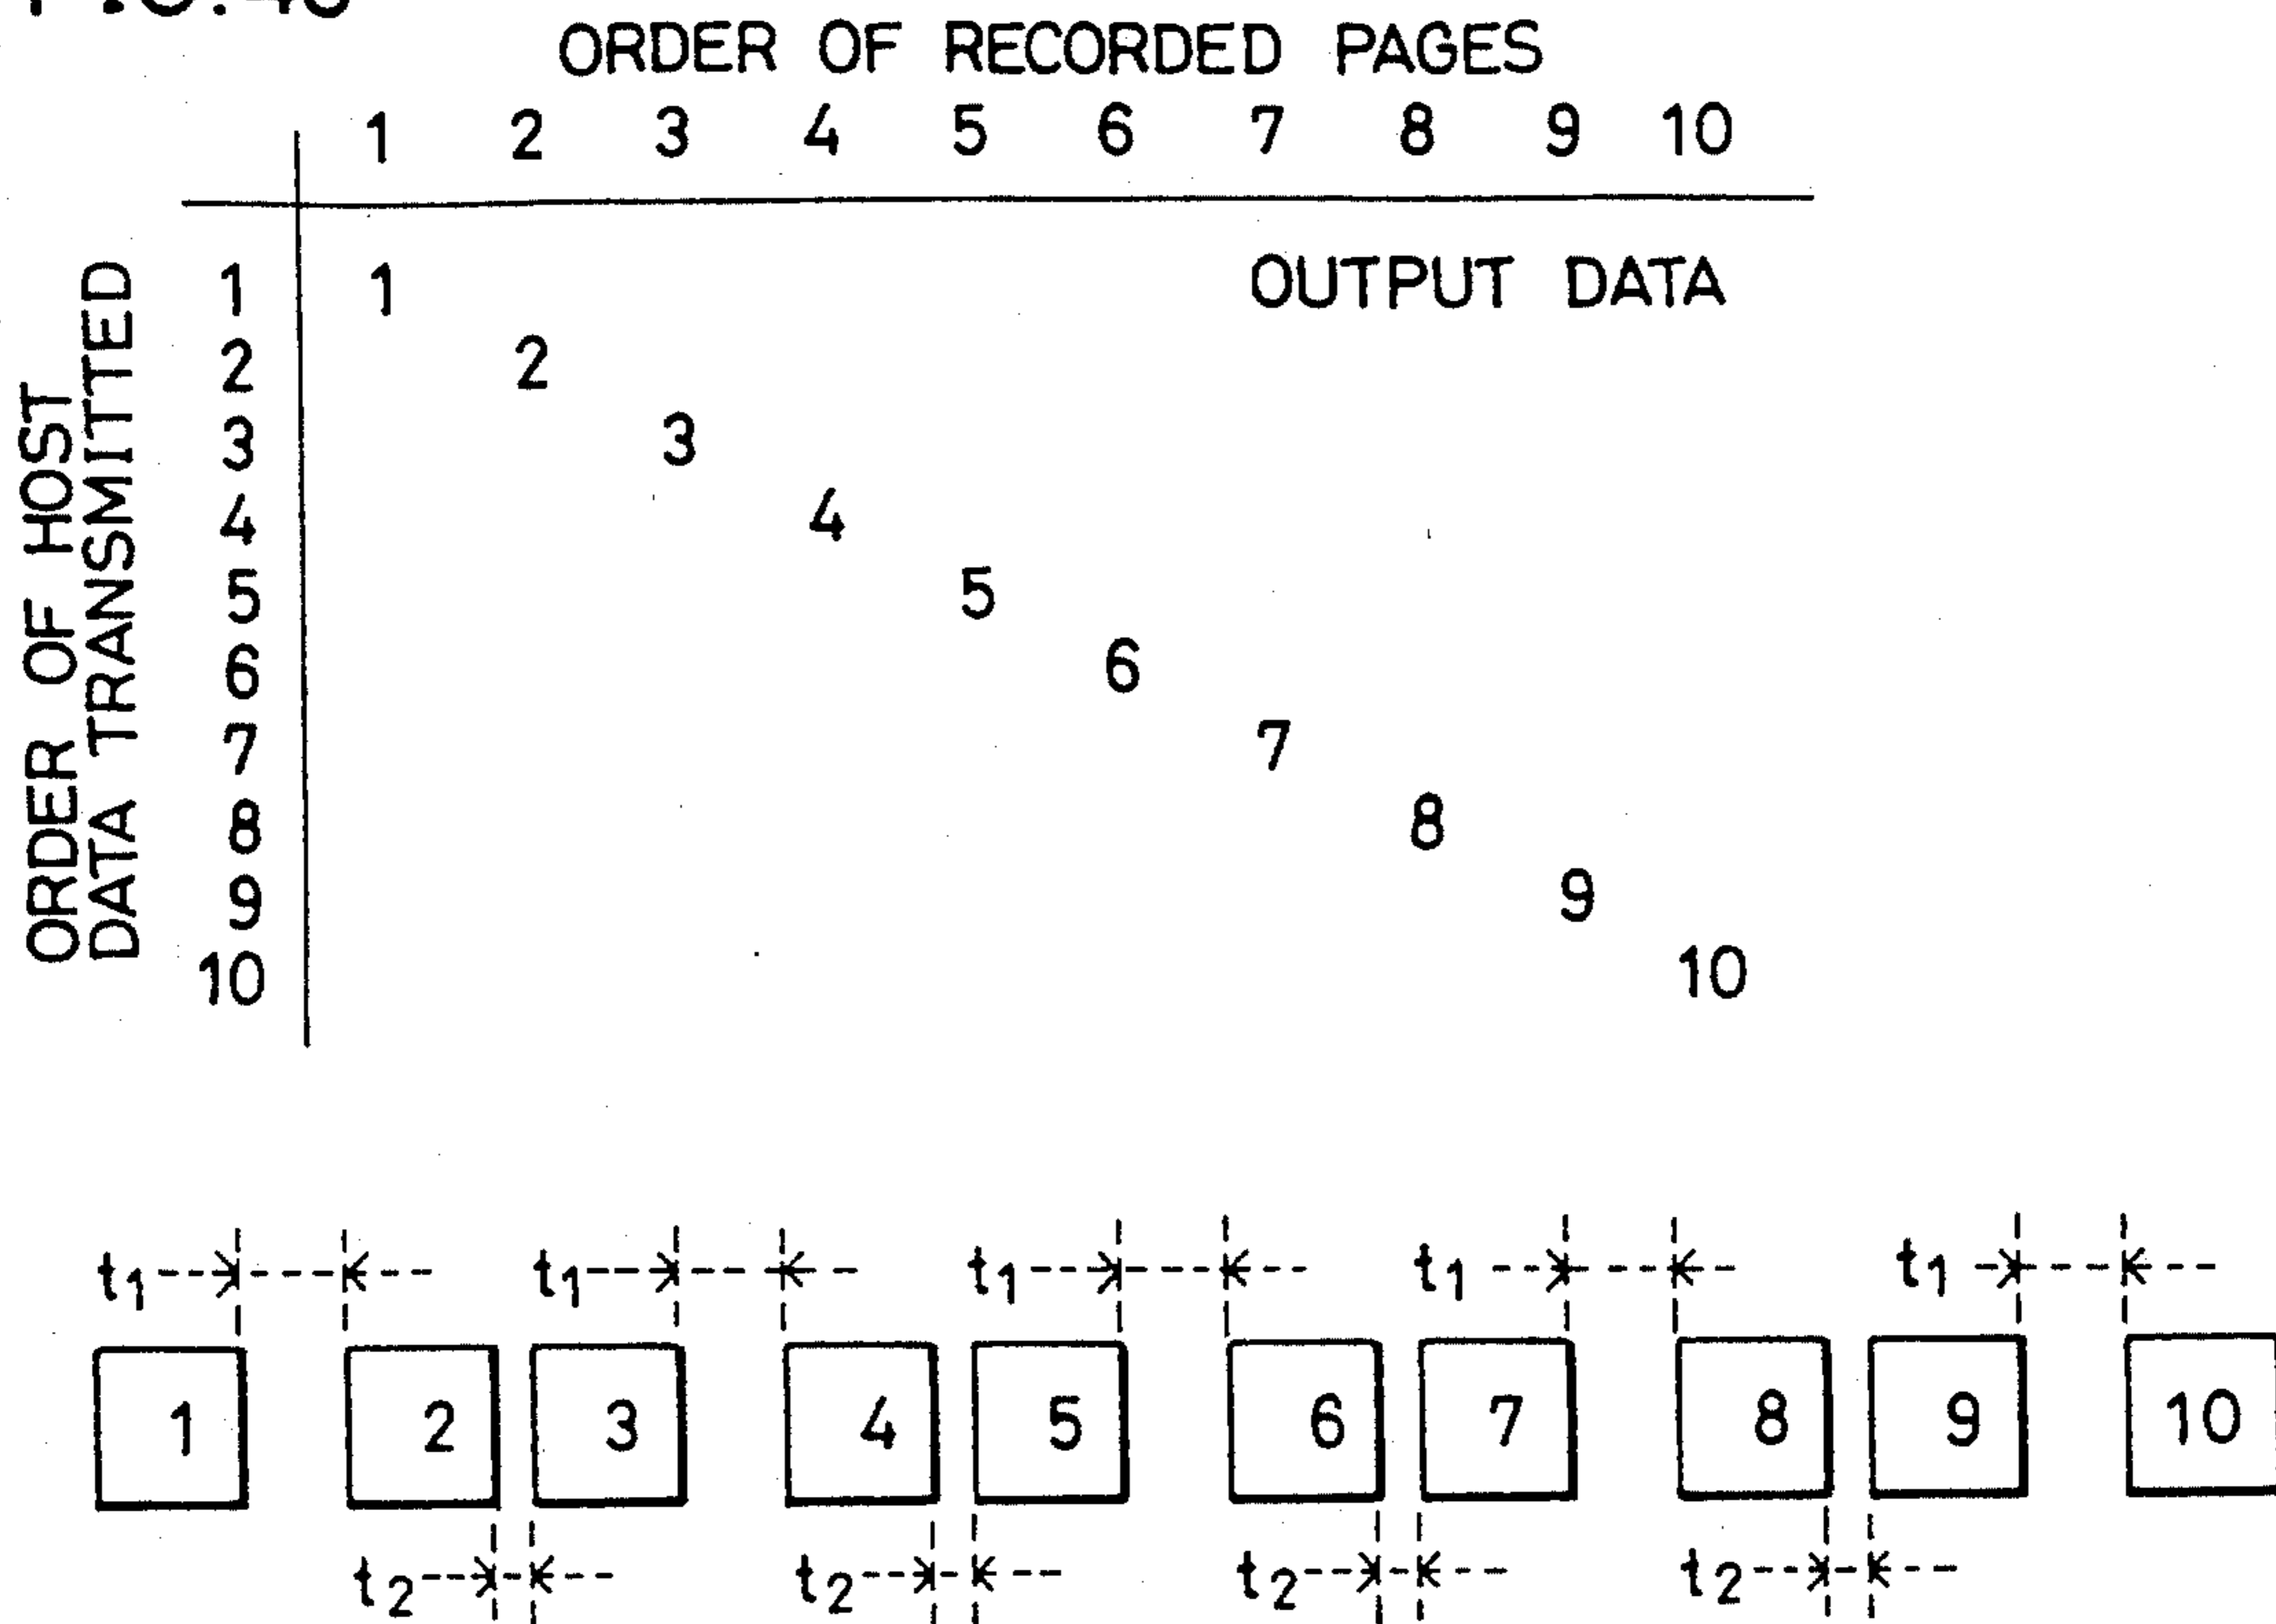 ORDER OF RECORDED PAGES
1 2 3 4 5 6 7 8 9 10
ORDER OF HOST
DATA TRANSMITTED
OUTPUT DATA
1 1
2 2
3 3
4 4
5 5
6 6
7 7
8 8
9 9
10 10
t1 t1 t1 t1 t1
1 2 3 4 5 6 7 8 9 10
t2 t2 t2 t2